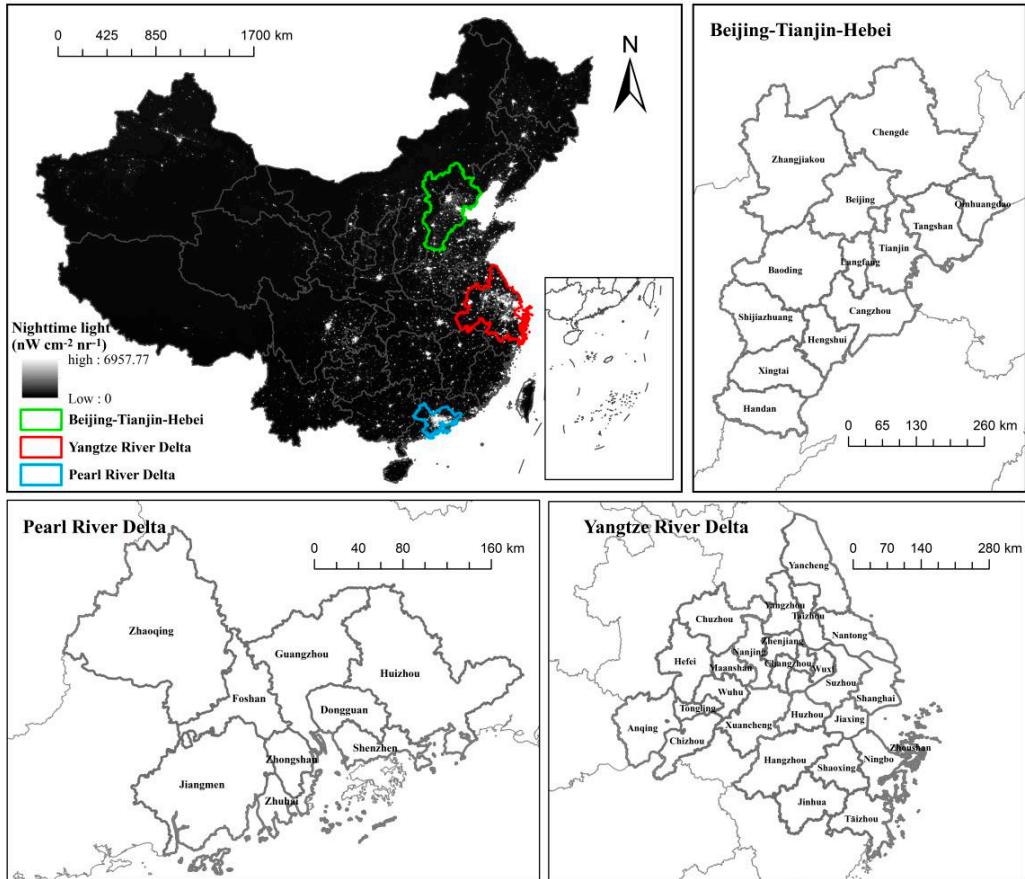 0 425 850 1700 km
N
Nighttime light
(nW cm⁻² nr⁻¹)
high : 6957.77
Low : 0
Beijing-Tianjin-Hebei
Yangtze River Delta
Pearl River Delta
Beijing-Tianjin-Hebei
Chengde
Zhangjiakou
Beijing
Qinhuangdao
Tangshan
Tianjin
Langfang
Baoding
Cangzhou
Shijiazhuang
Hengshui
Xingtai
Handan
0 65 130 260 km
Pearl River Delta
0 40 80 160 km
Zhaoqing
Guangzhou
Huizhou
Foshan
Dongguan
Shenzhen
Zhongshan
Jiangmen
Zhuhai
Yangtze River Delta
0 70 140 280 km
Yancheng
Yangzhou
Taizhou
Chuzhou
Nantong
Zhenjiang
Nanjing
Hefei
Changzhou
Wuxi
Maanshan
Suzhou
Wuhu
Shanghai
Tongling
Huzhou
Jiaxing
Xuancheng
Anqing
Chizhou
Zhoushan
Hangzhou
Ningbo
Shaoxing
Jinhua
Taizhou